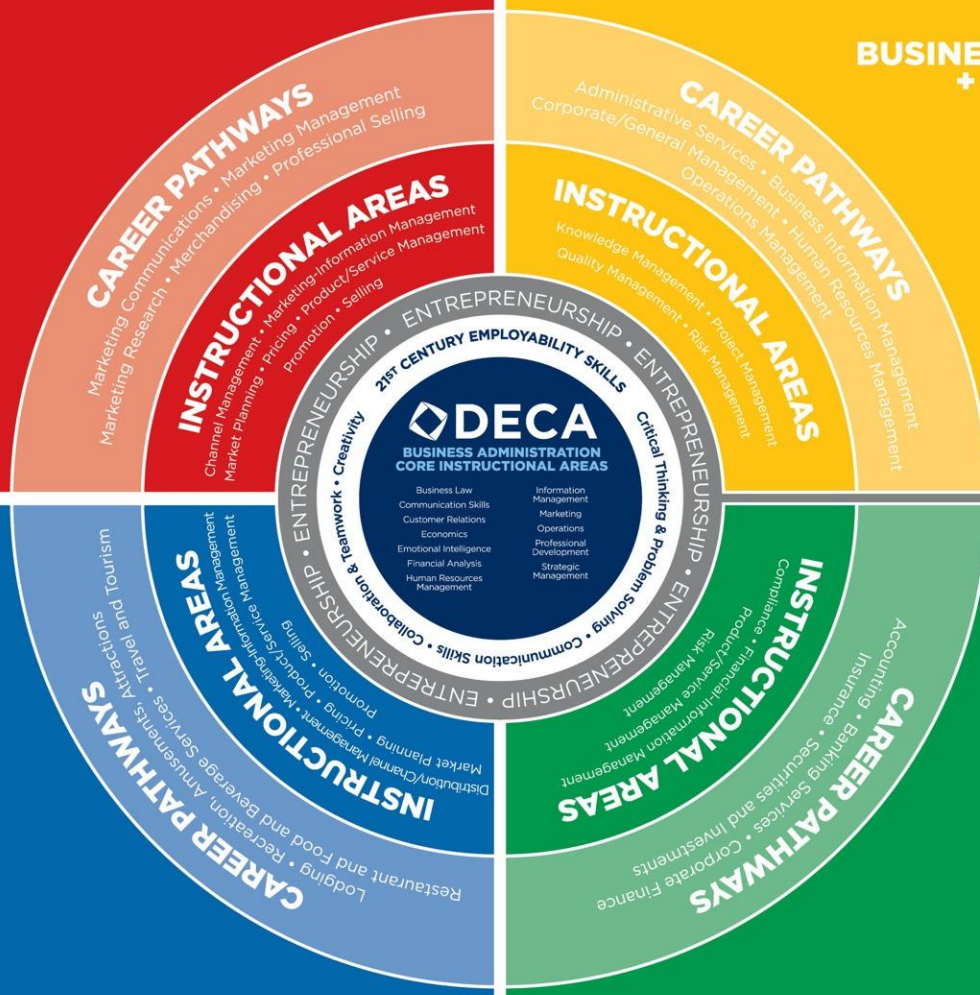 BUSINE
+
CAREER PATHWAYS
Marketing Communications • Marketing Management
Marketing Research • Merchandising • Professional Selling
INSTRUCTIONAL AREAS
Channel Management • Marketing-Information Management
Market Planning • Pricing • Product/Service Management
Promotion • Selling
CAREER PATHWAYS
Administrative Services • Business Information Management
Corporate/General Management • Human Resources Management
Operations Management
INSTRUCTIONAL AREAS
Knowledge Management • Project Management
Quality Management • Risk Management
ENTREPRENEURSHIP • ENTREPRENEURSHIP • ENTREPRENEURSHIP • ENTREPRENEURSHIP • ENTREPRENEURSHIP • ENTREPRENEURSHIP •
21ST CENTURY EMPLOYABILITY SKILLS
Critical Thinking & Problem Solving • Communication Skills • Collaboration & Teamwork • Creativity
DECA
BUSINESS ADMINISTRATION
CORE INSTRUCTIONAL AREAS
Business Law
Communication Skills
Customer Relations
Economics
Emotional Intelligence
Financial Analysis
Human Resources
Management
Information
Management
Marketing
Operations
Professional
Development
Strategic
Management
INSTRUCTIONAL AREAS
Distribution/Channel Management • Marketing-Information Management
Market Planning • Pricing • Product/Service Management
Promotion • Selling
CAREER PATHWAYS
Lodging • Recreation, Amusements, Attractions
Restaurant and Food and Beverage Services • Travel and Tourism
INSTRUCTIONAL AREAS
Compliance • Financial-Information Management
Product/Service Management
Risk Management
CAREER PATHWAYS
Accounting • Banking Services • Corporate Finance
Insurance • Securities and Investments